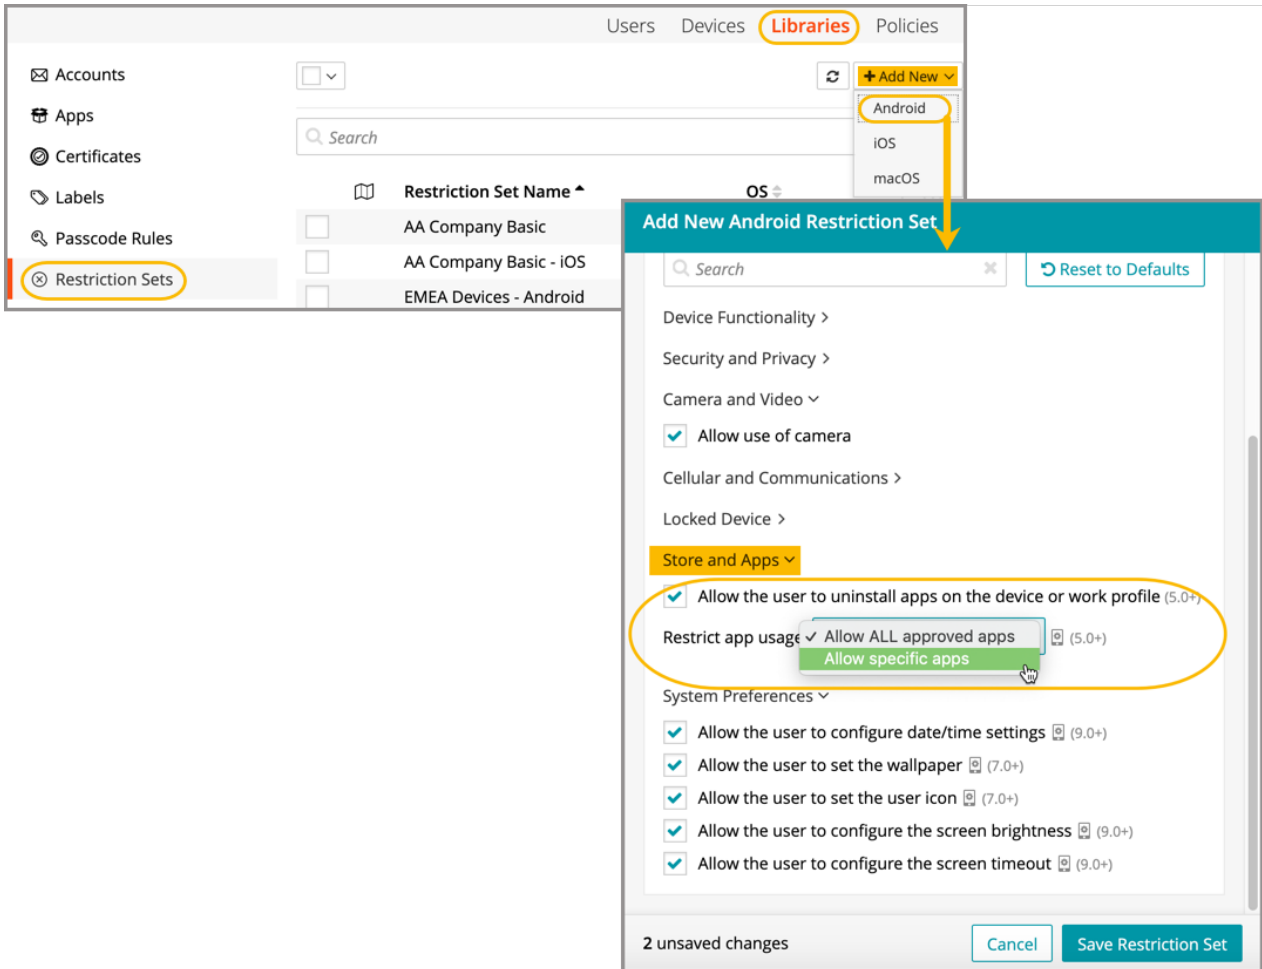 Users Devices Libraries Policies
Accounts
Apps
Certificates
Labels
Passcode Rules
Restriction Sets
+ Add New
Android
iOS
macOS
Search
Restriction Set Name OS
AA Company Basic
AA Company Basic - iOS
EMEA Devices - Android
Add New Android Restriction Set
Search
Reset to Defaults
Device Functionality >
Security and Privacy >
Camera and Video
Allow use of camera
Cellular and Communications >
Locked Device >
Store and Apps
Allow the user to uninstall apps on the device or work profile (5.0+)
Restrict app usage ✓ Allow ALL approved apps (5.0+)
Allow specific apps
System Preferences
Allow the user to configure date/time settings (9.0+)
Allow the user to set the wallpaper (7.0+)
Allow the user to set the user icon (7.0+)
Allow the user to configure the screen brightness (9.0+)
Allow the user to configure the screen timeout (9.0+)
2 unsaved changes
Cancel
Save Restriction Set